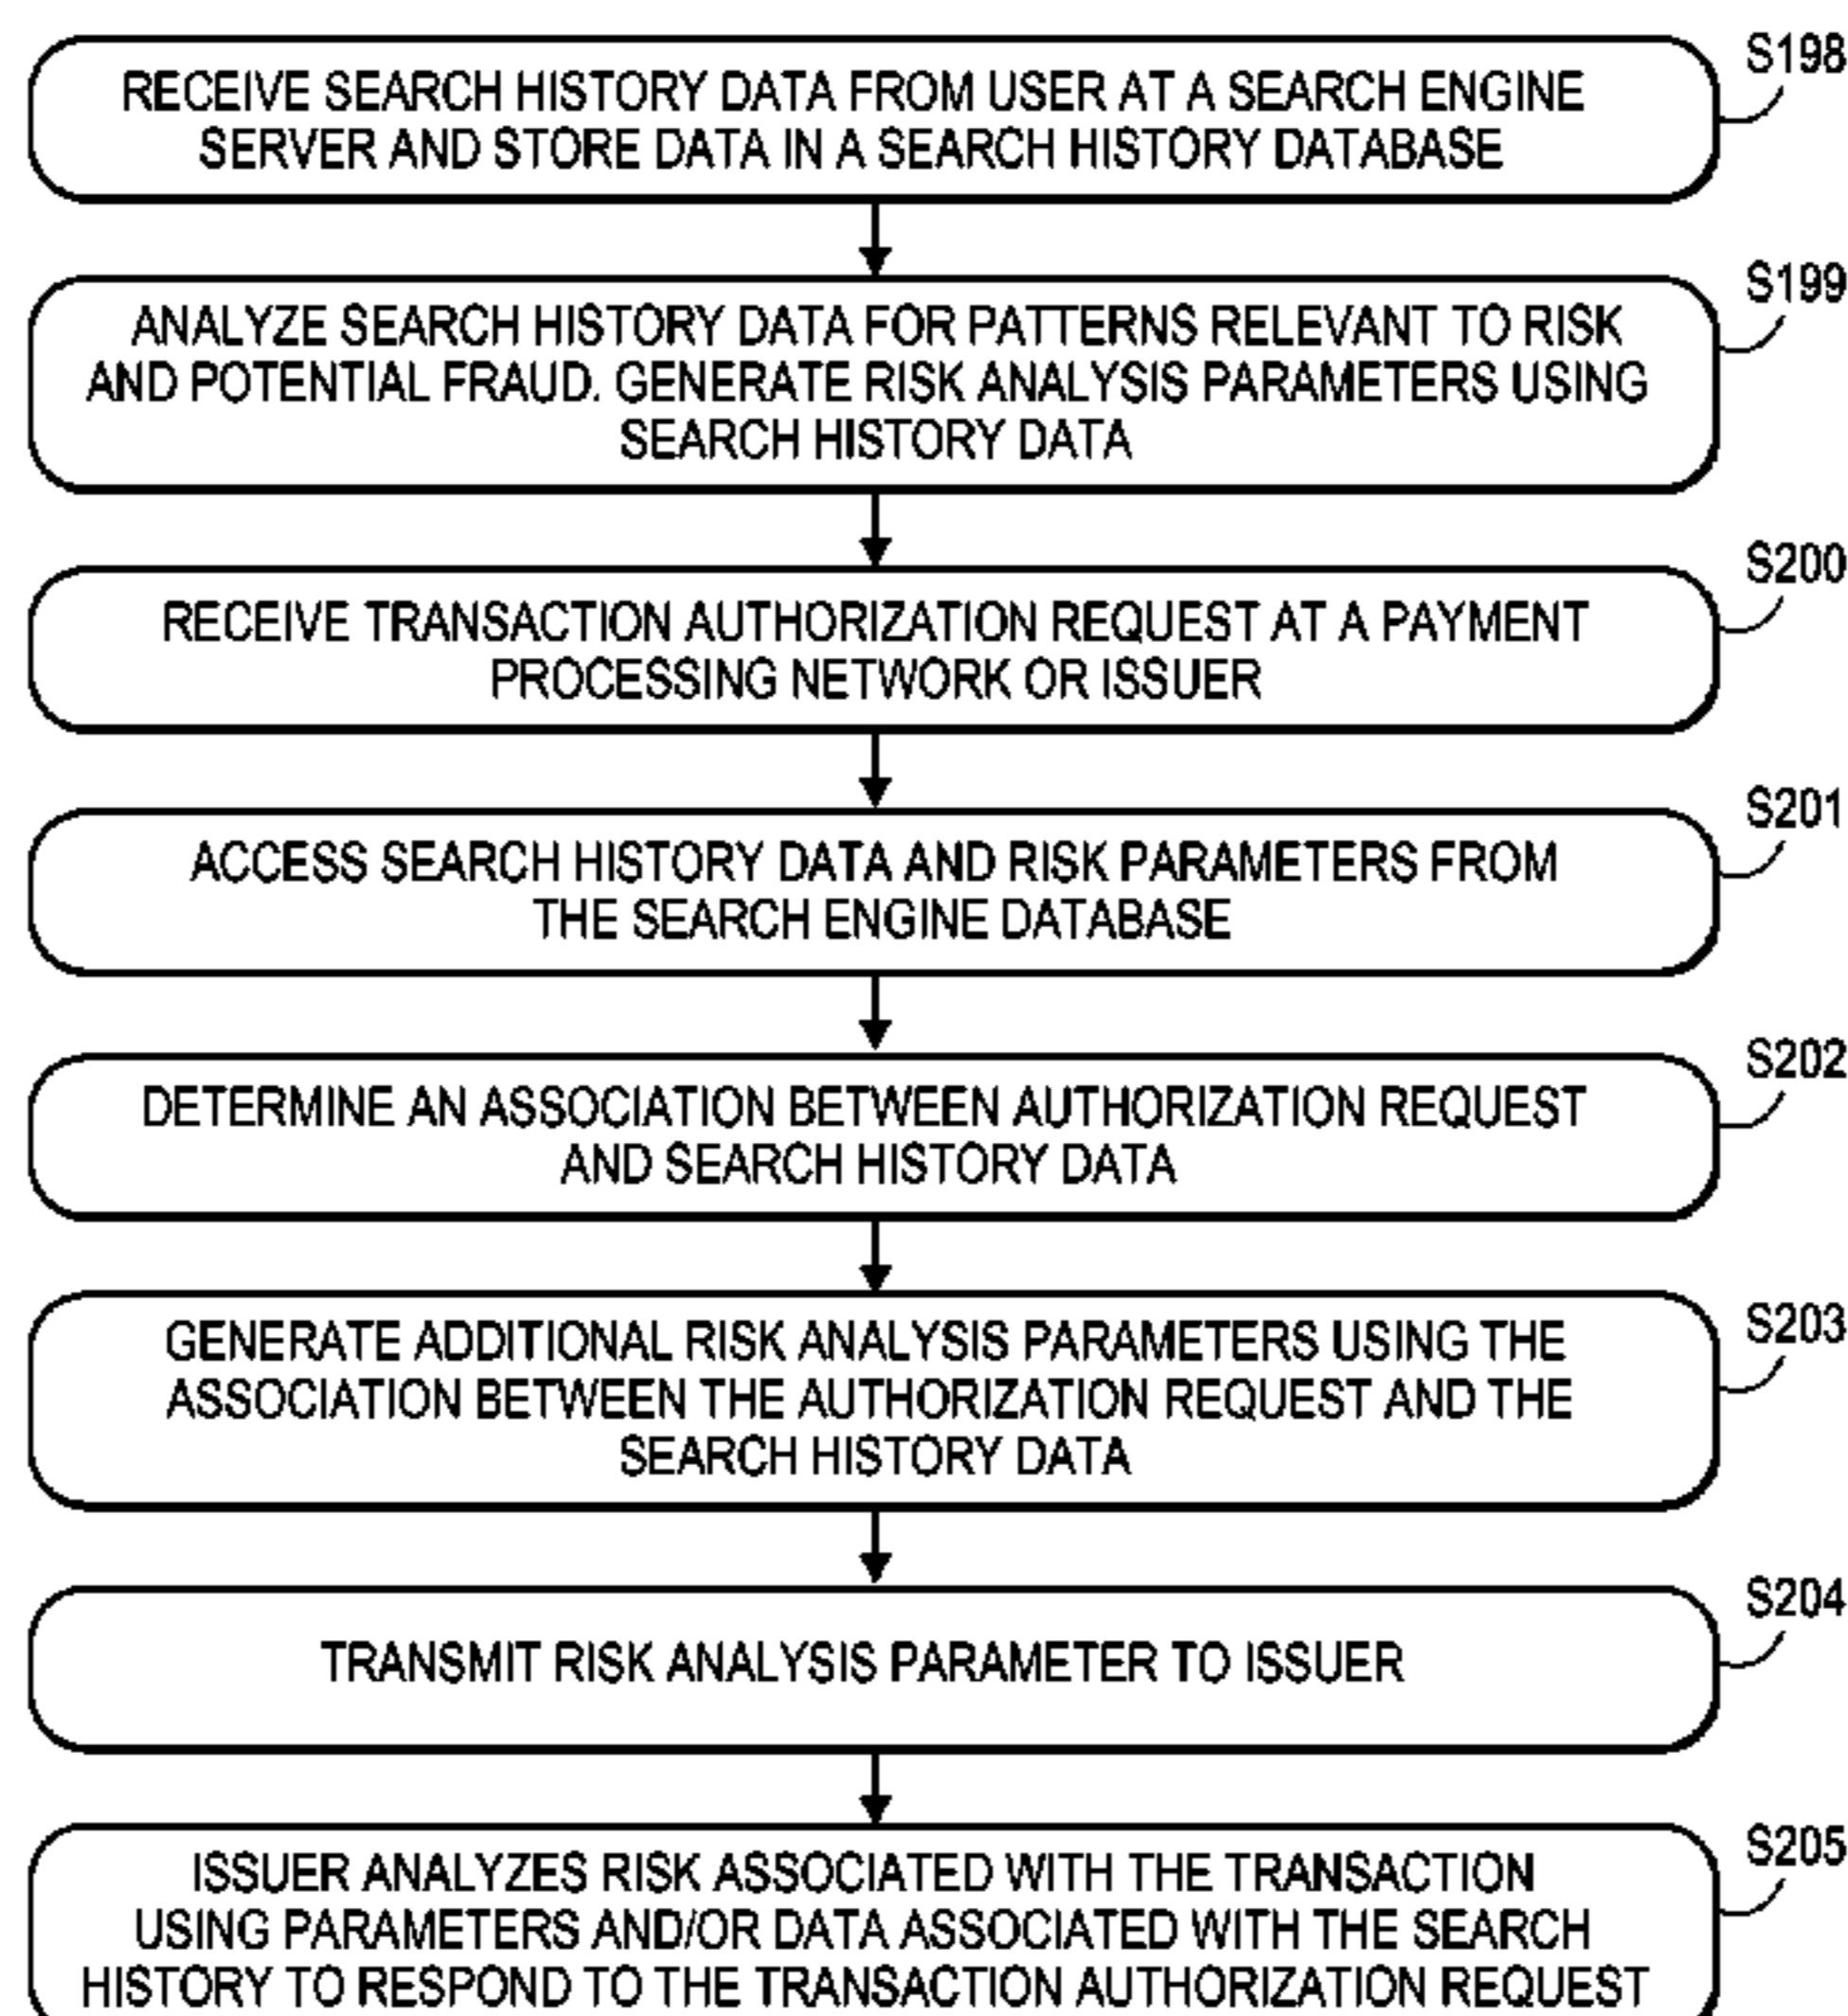 S198
RECEIVE SEARCH HISTORY DATA FROM USER AT A SEARCH ENGINE
SERVER AND STORE DATA IN A SEARCH HISTORY DATABASE
S199
ANALYZE SEARCH HISTORY DATA FOR PATTERNS RELEVANT TO RISK
AND POTENTIAL FRAUD. GENERATE RISK ANALYSIS PARAMETERS USING
SEARCH HISTORY DATA
S200
RECEIVE TRANSACTION AUTHORIZATION REQUEST AT A PAYMENT
PROCESSING NETWORK OR ISSUER
S201
ACCESS SEARCH HISTORY DATA AND RISK PARAMETERS FROM
THE SEARCH ENGINE DATABASE
S202
DETERMINE AN ASSOCIATION BETWEEN AUTHORIZATION REQUEST
AND SEARCH HISTORY DATA
S203
GENERATE ADDITIONAL RISK ANALYSIS PARAMETERS USING THE
ASSOCIATION BETWEEN THE AUTHORIZATION REQUEST AND THE
SEARCH HISTORY DATA
S204
TRANSMIT RISK ANALYSIS PARAMETER TO ISSUER
S205
ISSUER ANALYZES RISK ASSOCIATED WITH THE TRANSACTION
USING PARAMETERS AND/OR DATA ASSOCIATED WITH THE SEARCH
HISTORY TO RESPOND TO THE TRANSACTION AUTHORIZATION REQUEST